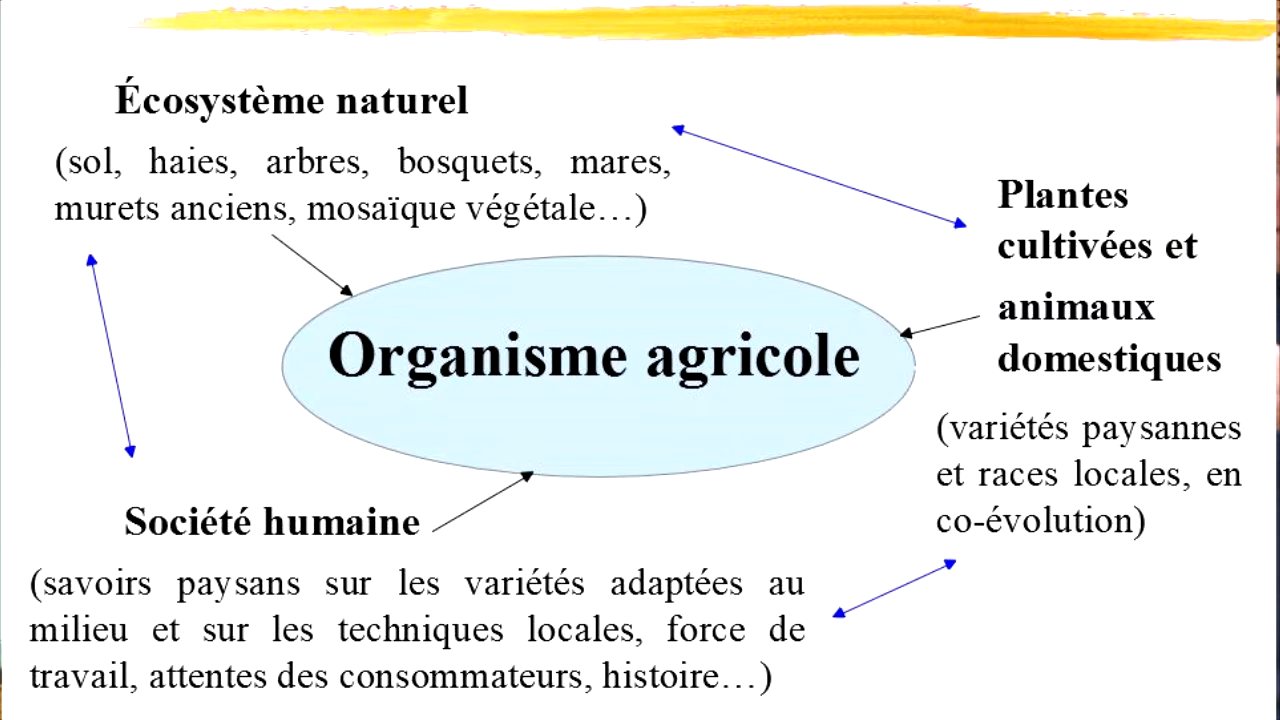 Écosystème naturel
(sol, haies, arbres, bosquets, mares,
murets anciens, mosaïque végétale…)
Plantes
cultivées et
animaux
domestiques
(variétés paysannes
et races locales, en
co-évolution)
Organisme agricole
Société humaine
(savoirs paysans sur les variétés adaptées au
milieu et sur les techniques locales, force de
travail, attentes des consommateurs, histoire…)